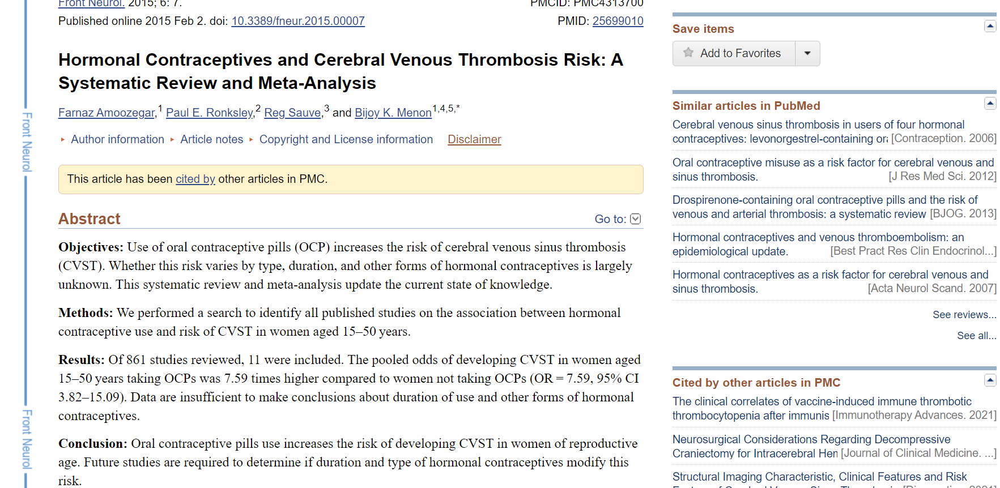 Front Neurol. 2015; 6: 7.
PMCID: PMC4313700
Published online 2015 Feb 2. doi: 10.3389/fneur.2015.00007
PMID: 25699010
Hormonal Contraceptives and Cerebral Venous Thrombosis Risk: A
Systematic Review and Meta-Analysis
Farnaz Amoozegar,1 Paul E. Ronksley,2 Reg Sauve,3 and Bijoy K. Menon1,4,5,*
Author information Article notes Copyright and License information Disclaimer
This article has been cited by other articles in PMC.
Abstract
Go to:
Objectives: Use of oral contraceptive pills (OCP) increases the risk of cerebral venous sinus thrombosis
(CVST). Whether this risk varies by type, duration, and other forms of hormonal contraceptives is largely
unknown. This systematic review and meta-analysis update the current state of knowledge.
Methods: We performed a search to identify all published studies on the association between hormonal
contraceptive use and risk of CVST in women aged 15–50 years.
Results: Of 861 studies reviewed, 11 were included. The pooled odds of developing CVST in women aged
15–50 years taking OCPs was 7.59 times higher compared to women not taking OCPs (OR = 7.59, 95% CI
3.82–15.09). Data are insufficient to make conclusions about duration of use and other forms of hormonal
contraceptives.
Conclusion: Oral contraceptive pills use increases the risk of developing CVST in women of reproductive
age. Future studies are required to determine if duration and type of hormonal contraceptives modify this
risk.
Front Neurol
Front Neurol
Save items
Add to Favorites
Similar articles in PubMed
Cerebral venous sinus thrombosis in users of four hormonal
contraceptives: levonorgestrel-containing ora [Contraception. 2006]
Oral contraceptive misuse as a risk factor for cerebral venous and
sinus thrombosis. [J Res Med Sci. 2012]
Drospirenone-containing oral contraceptive pills and the risk of
venous and arterial thrombosis: a systematic review [BJOG. 2013]
Hormonal contraceptives and venous thromboembolism: an
epidemiological update. [Best Pract Res Clin Endocrinol...]
Hormonal contraceptives as a risk factor for cerebral venous and
sinus thrombosis. [Acta Neurol Scand. 2007]
See reviews...
See all...
Cited by other articles in PMC
The clinical correlates of vaccine-induced immune thrombotic
thrombocytopenia after immunis [Immunotherapy Advances. 2021]
Neurosurgical Considerations Regarding Decompressive
Craniectomy for Intracerebral Hem [Journal of Clinical Medicine. ...]
Structural Imaging Characteristic, Clinical Features and Risk